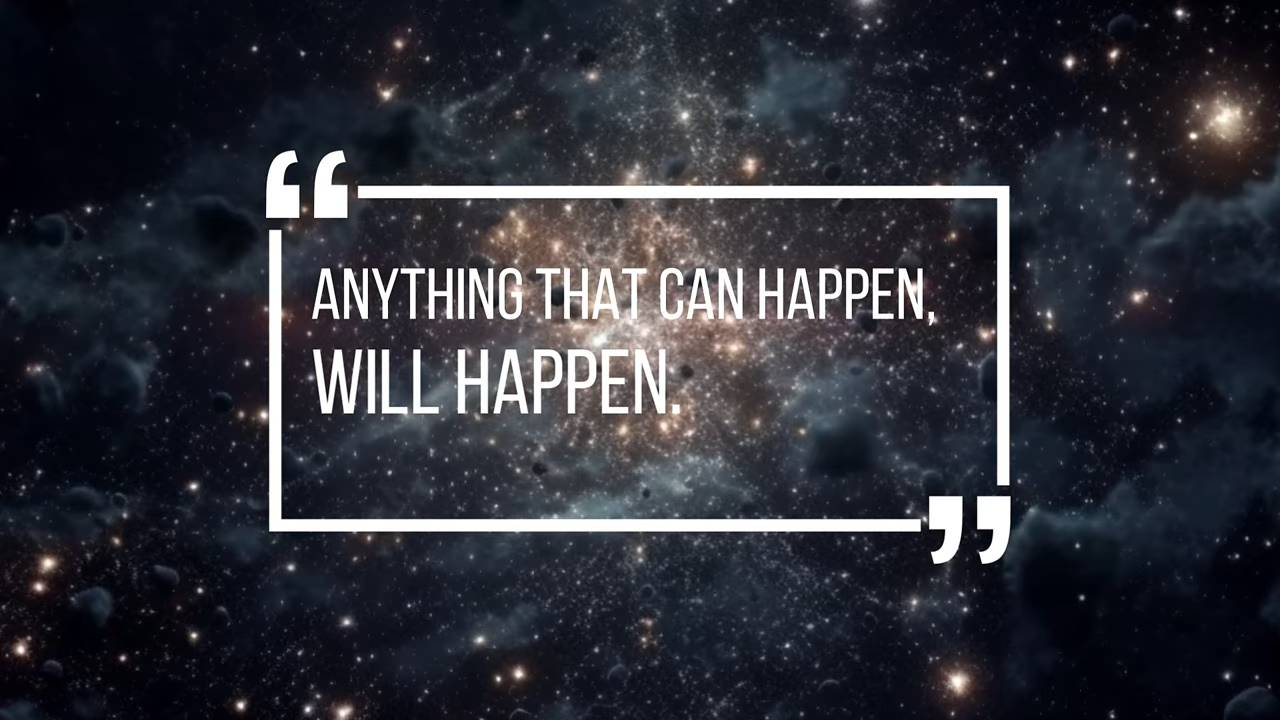 “
ANYTHING THAT CAN HAPPEN,
WILL HAPPEN.
”